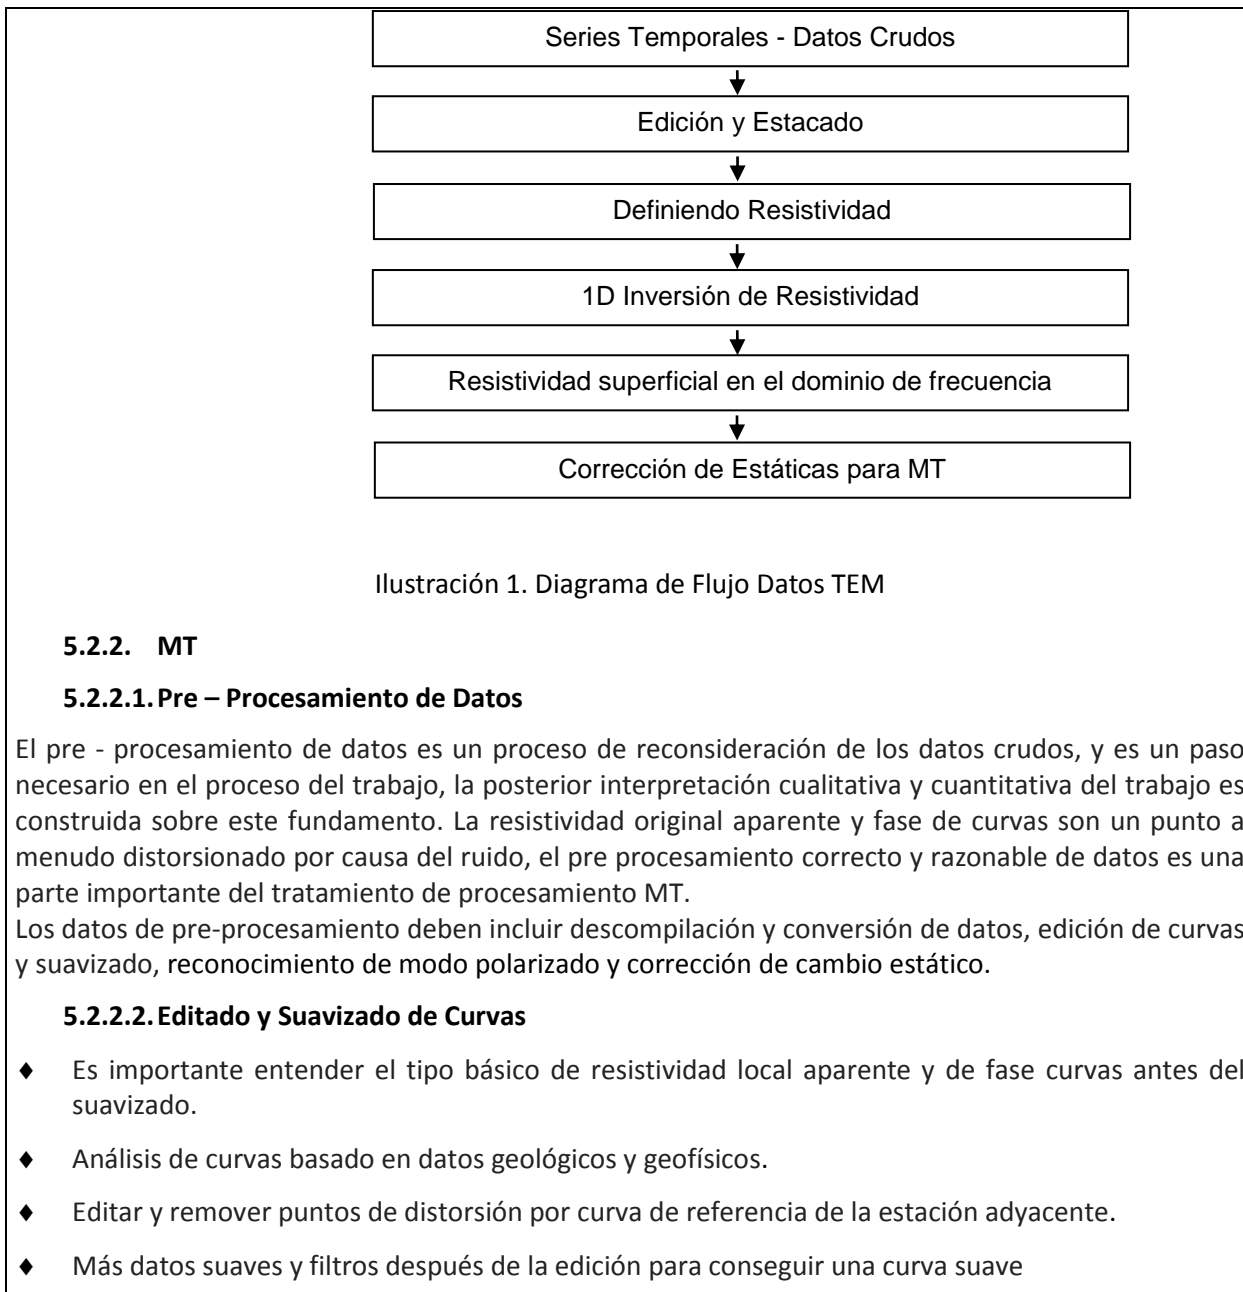 Series Temporales - Datos Crudos
Edición y Estacado
Definiendo Resistividad
1D Inversión de Resistividad
Resistividad superficial en el dominio de frecuencia
Corrección de Estáticas para MT
Ilustración 1. Diagrama de Flujo Datos TEM
5.2.2. MT
5.2.2.1. Pre – Procesamiento de Datos
El pre - procesamiento de datos es un proceso de reconsideración de los datos crudos, y es un paso
necesario en el proceso del trabajo, la posterior interpretación cualitativa y cuantitativa del trabajo es
construida sobre este fundamento. La resistividad original aparente y fase de curvas son un punto a
menudo distorsionado por causa del ruido, el pre procesamiento correcto y razonable de datos es una
parte importante del tratamiento de procesamiento MT.
Los datos de pre-procesamiento deben incluir descompilación y conversión de datos, edición de curvas
y suavizado, reconocimiento de modo polarizado y corrección de cambio estático.
5.2.2.2. Editado y Suavizado de Curvas
♦ Es importante entender el tipo básico de resistividad local aparente y de fase curvas antes del
suavizado.
♦ Análisis de curvas basado en datos geológicos y geofísicos.
♦ Editar y remover puntos de distorsión por curva de referencia de la estación adyacente.
♦ Más datos suaves y filtros después de la edición para conseguir una curva suave